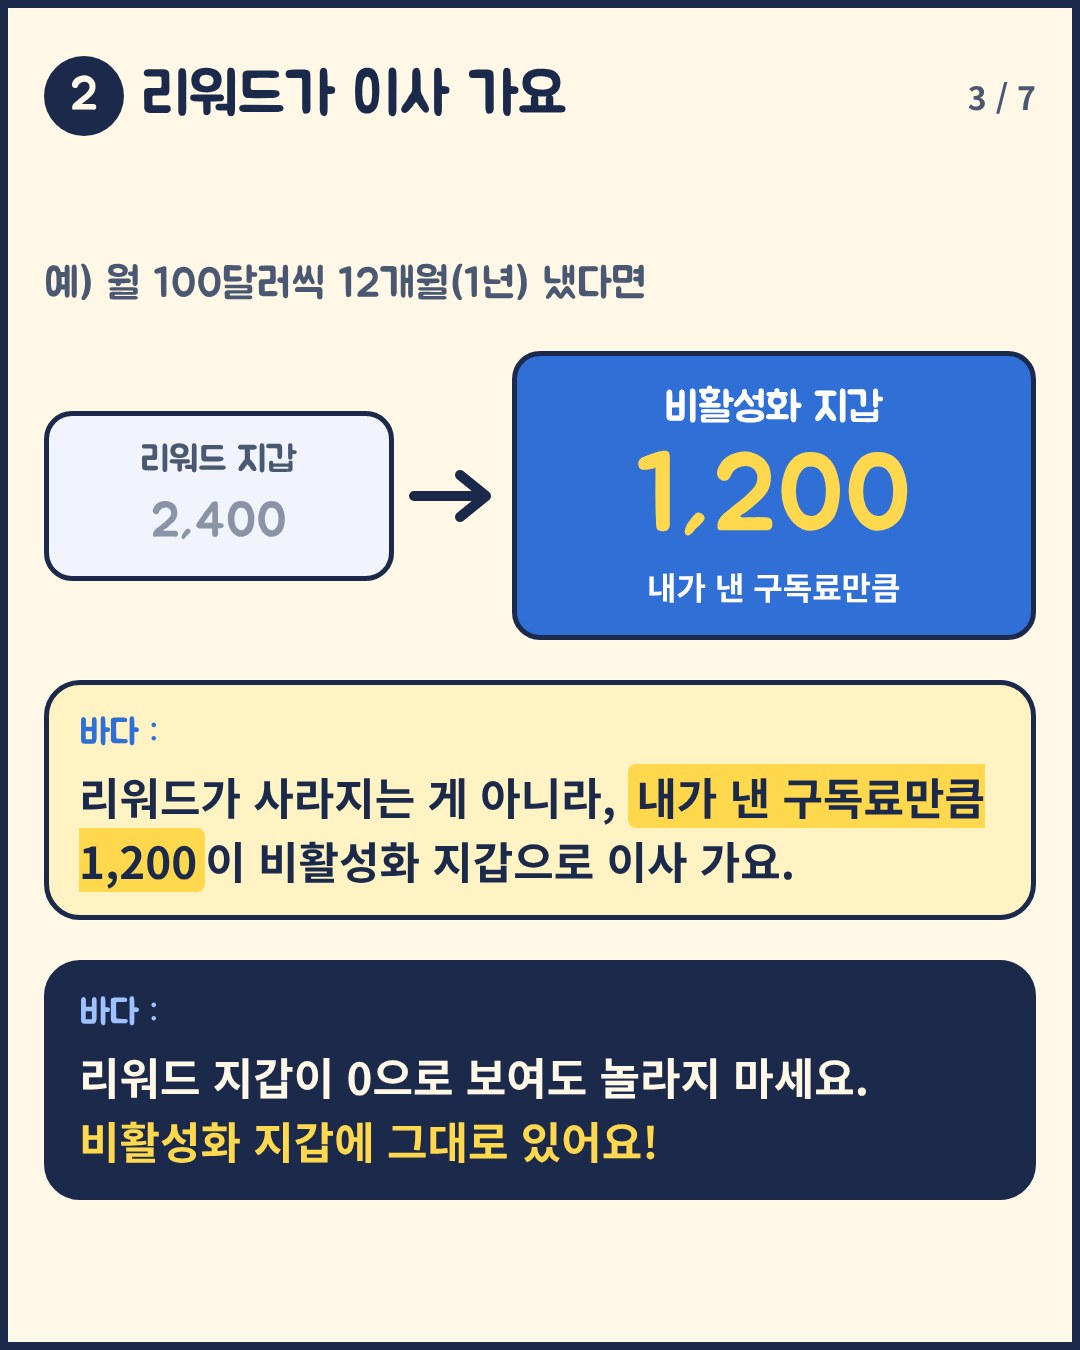 2 리워드가 이사 가요
3 / 7
예) 월 100달러씩 12개월(1년) 냈다면
리워드 지갑
2,400
비활성화 지갑
1,200
내가 낸 구독료만큼
바다 :
리워드가 사라지는 게 아니라, 내가 낸 구독료만큼
1,200이 비활성화 지갑으로 이사 가요.
바다 :
리워드 지갑이 0으로 보여도 놀라지 마세요.
비활성화 지갑에 그대로 있어요!